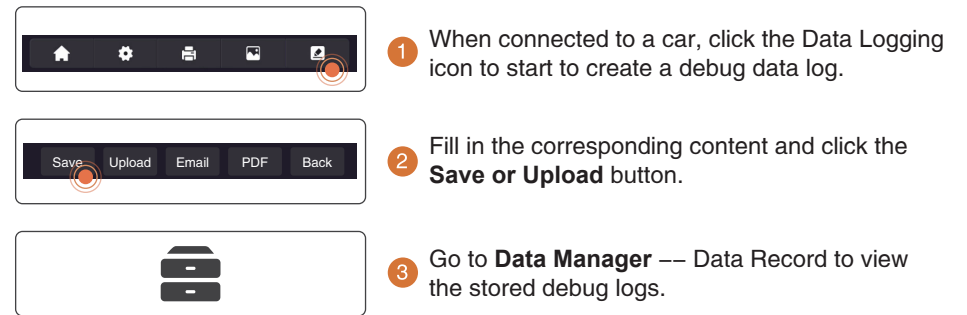 1 When connected to a car, click the Data Logging
icon to start to create a debug data log.
Save Upload Email PDF Back
2 Fill in the corresponding content and click the
Save or Upload button.
3 Go to Data Manager –– Data Record to view
the stored debug logs.